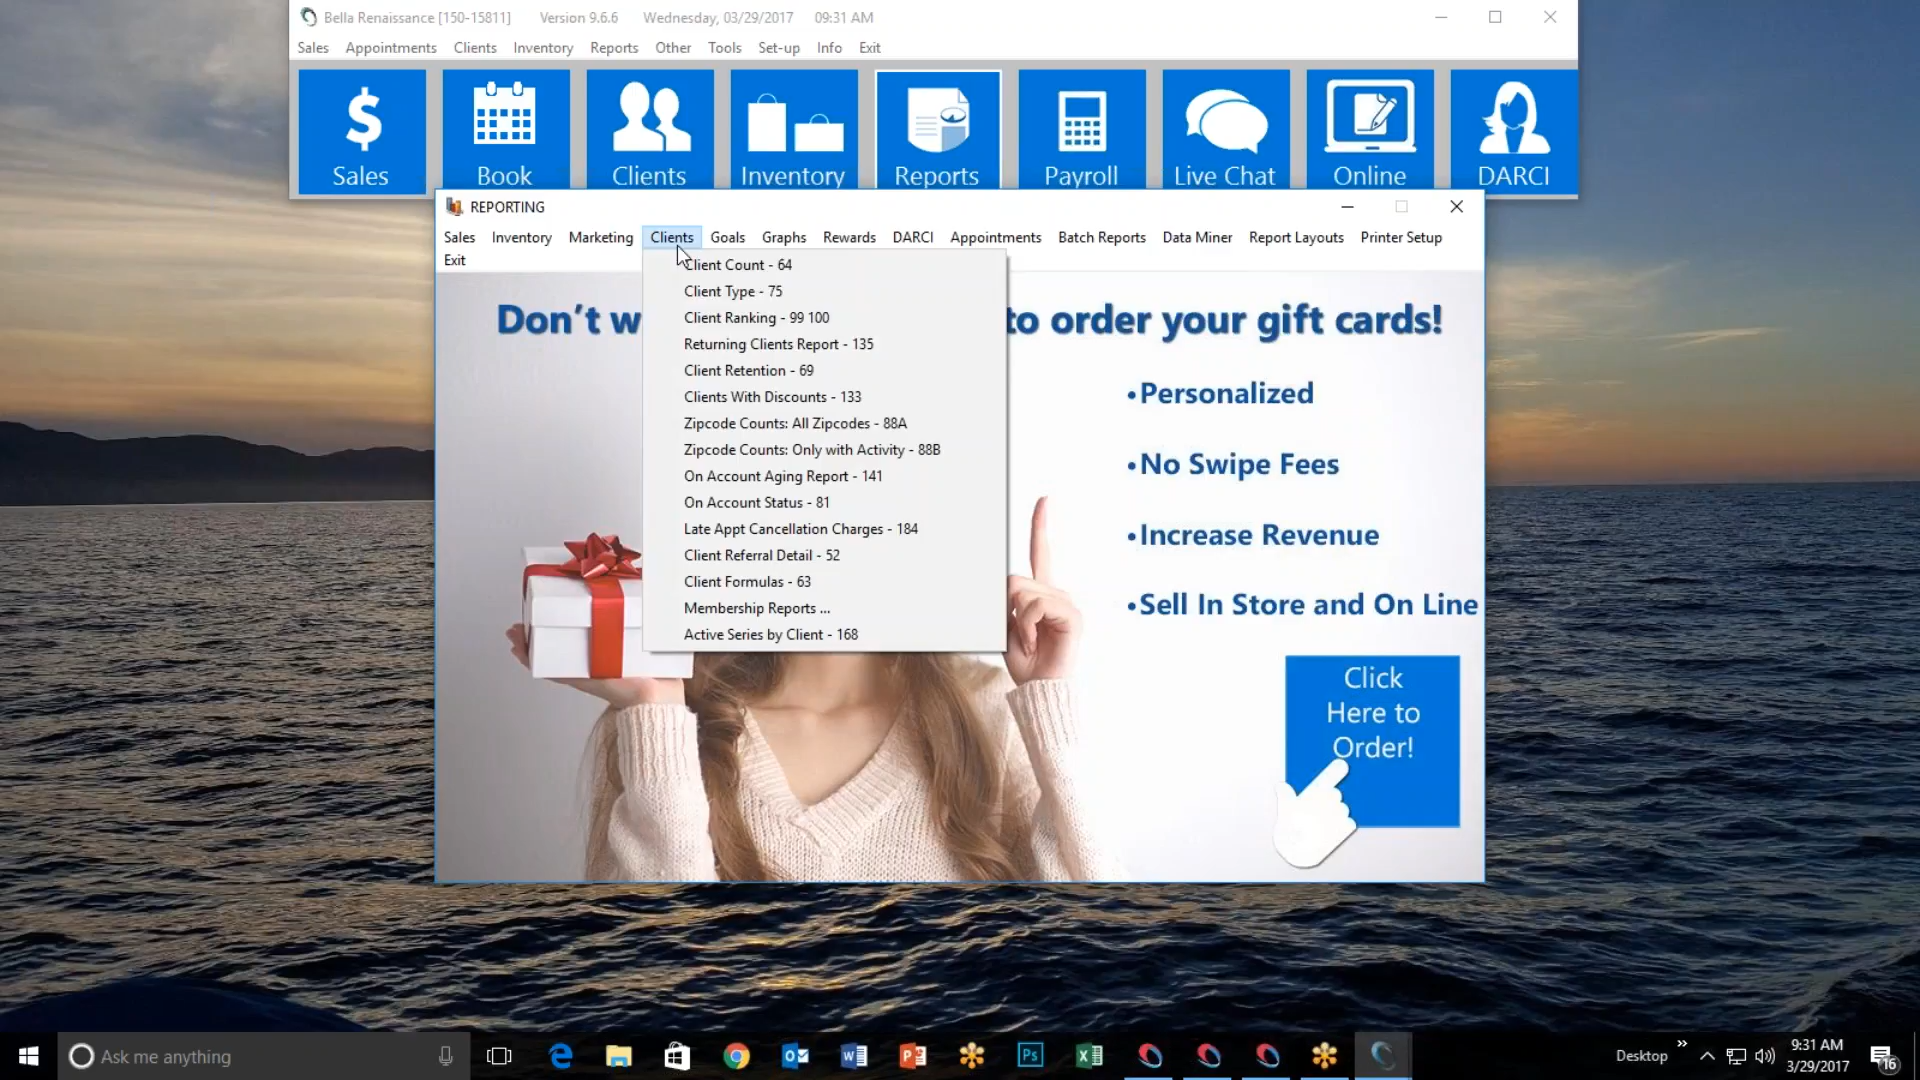 Bella Renaissance [150-15811] Version 9.6.6 Wednesday, 03/29/2017 09:31 AM
Sales Appointments Clients Inventory Reports Other Tools Set-up Info Exit
Sales Book Clients Inventory Reports Payroll Live Chat Online DARCI
REPORTING
Sales Inventory Marketing Clients Goals Graphs Rewards DARCI Appointments Batch Reports Data Miner Report Layouts Printer Setup
Exit
Client Count - 64
Client Type - 75
Client Ranking - 99 100
Returning Clients Report - 135
Client Retention - 69
Clients With Discounts - 133
Zipcode Counts: All Zipcodes - 88A
Zipcode Counts: Only with Activity - 88B
On Account Aging Report - 141
On Account Status - 81
Late Appt Cancellation Charges - 184
Client Referral Detail - 52
Client Formulas - 63
Membership Reports ...
Active Series by Client - 168
Don't w to order your gift cards!
•Personalized
•No Swipe Fees
•Increase Revenue
•Sell In Store and On Line
Click
Here to
Order!
Ask me anything
Desktop
9:31 AM
3/29/2017
16